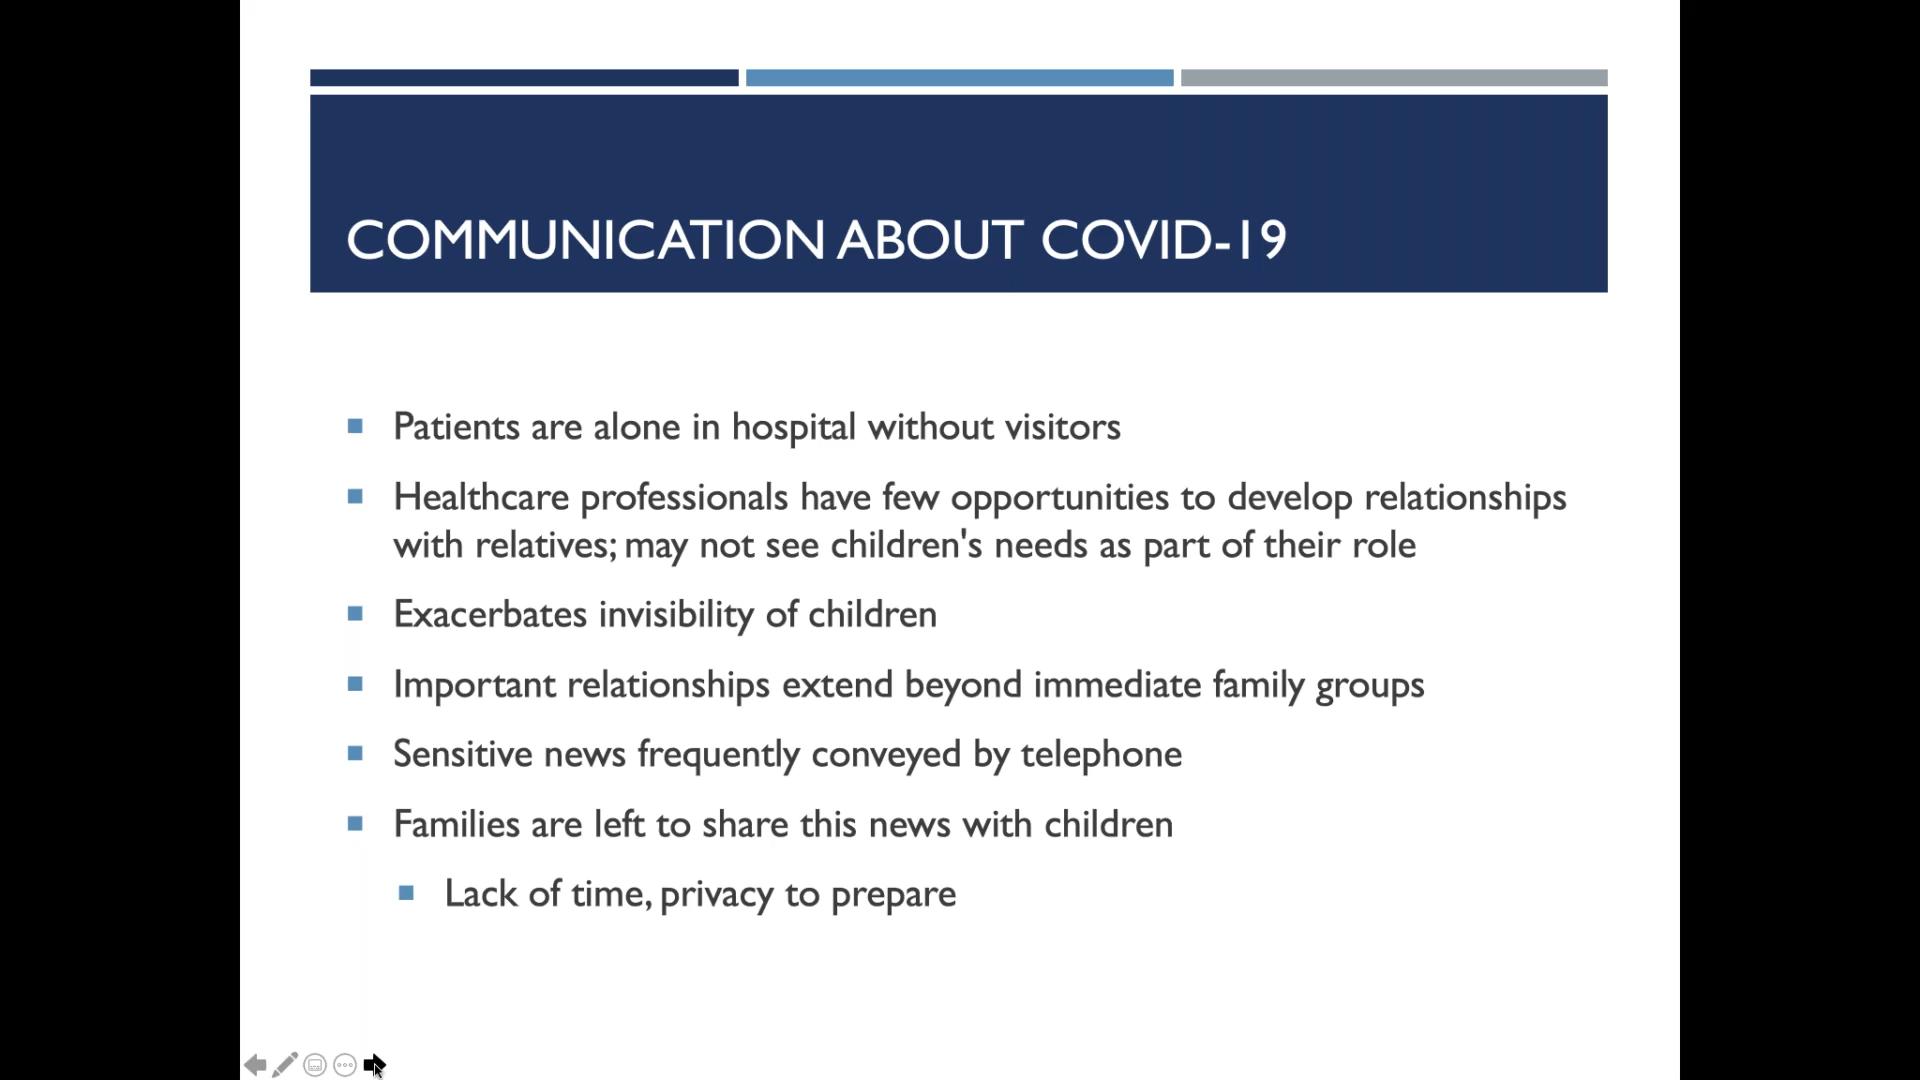 COMMUNICATION ABOUT COVID-19
Patients are alone in hospital without visitors
Healthcare professionals have few opportunities to develop relationships
with relatives; may not see children's needs as part of their role
Exacerbates invisibility of children
Important relationships extend beyond immediate family groups
Sensitive news frequently conveyed by telephone
Families are left to share this news with children
Lack of time, privacy to prepare